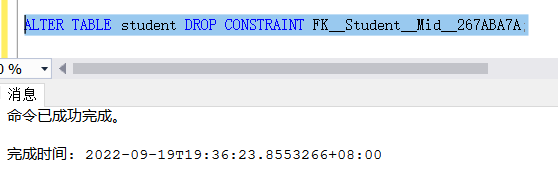 ALTER TABLE student DROP CONSTRAINT FK__Student__Mid__267ABA7A;
0 %
消息
命令已成功完成。
完成时间: 2022-09-19T19:36:23.8553266+08:00